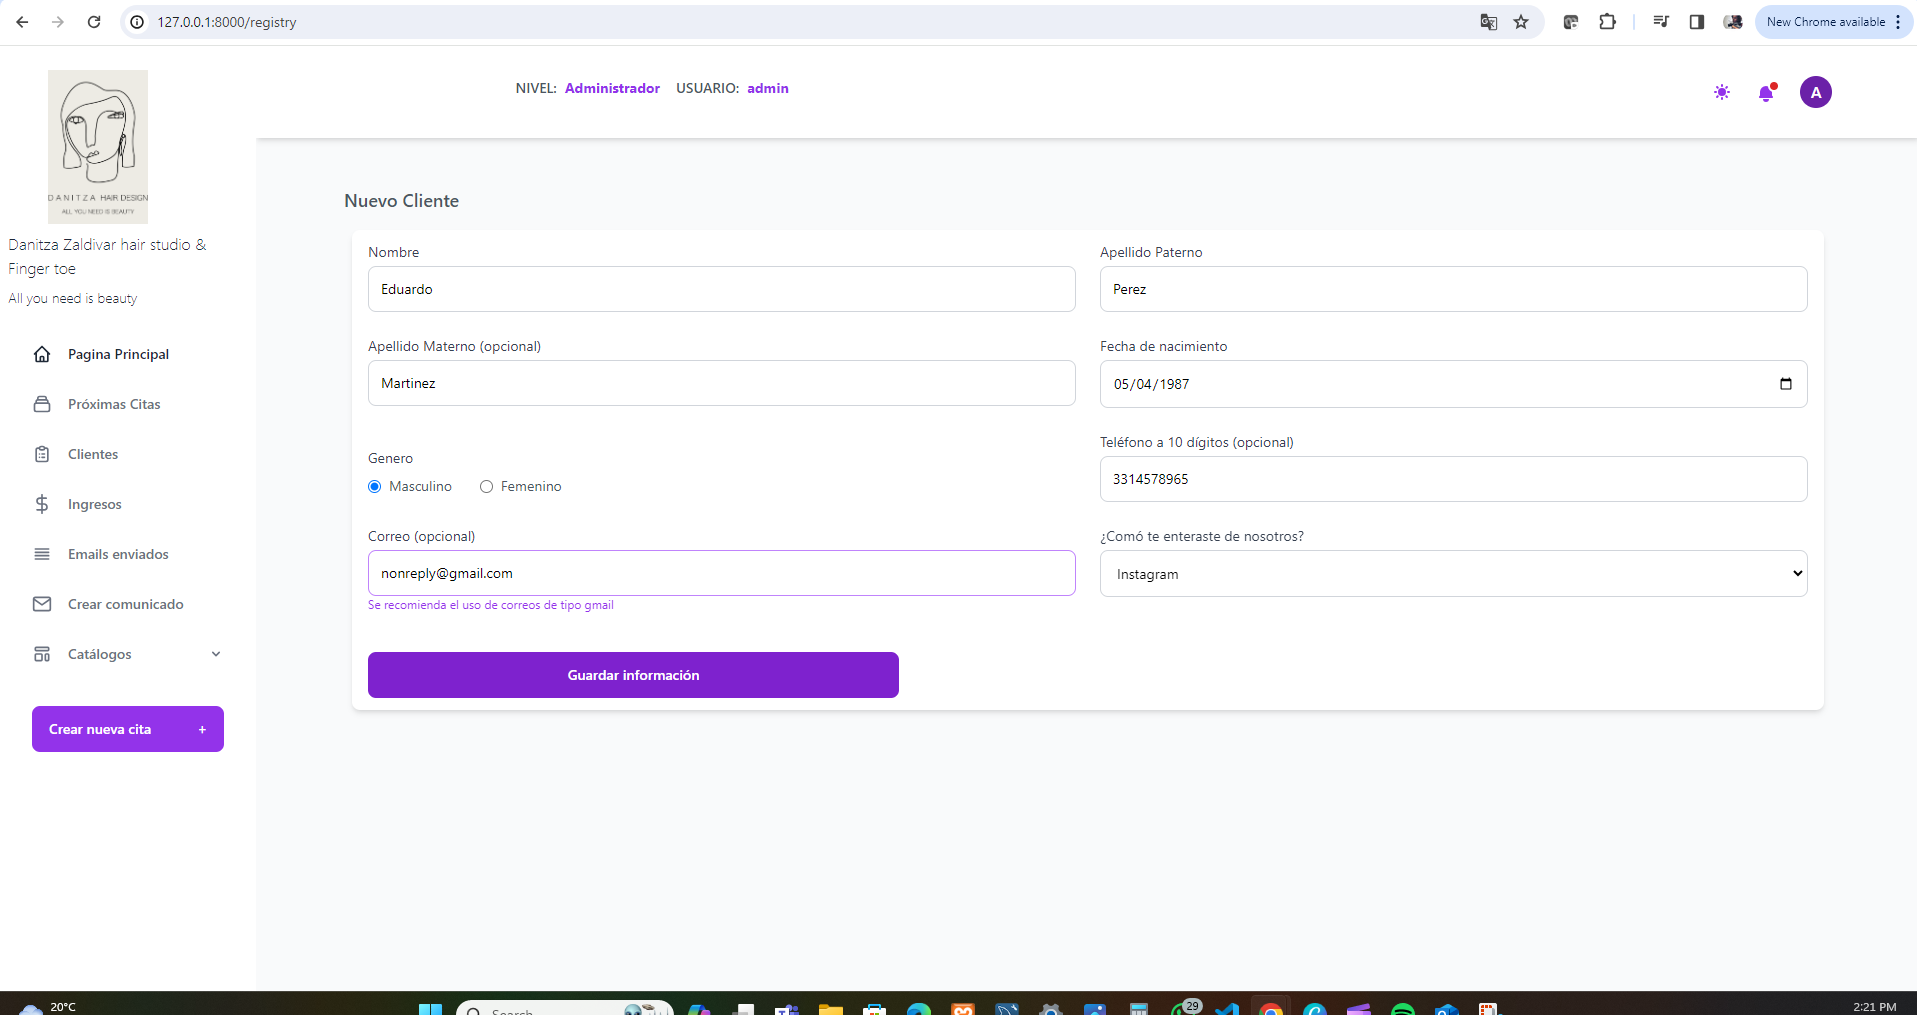 127.0.0.1:8000/registry
New Chrome available
NIVEL: Administrador USUARIO: admin
A
DANITZA HAIR DESIGN
ALL YOU NEED IS BEAUTY
Danitza Zaldivar hair studio &
Finger toe
All you need is beauty
Pagina Principal
Próximas Citas
Clientes
Ingresos
Emails enviados
Crear comunicado
Catálogos
Crear nueva cita +
Nuevo Cliente
Nombre
Eduardo
Apellido Paterno
Perez
Apellido Materno (opcional)
Martinez
Fecha de nacimiento
05/04/1987
Genero
Masculino Femenino
Teléfono a 10 dígitos (opcional)
3314578965
Correo (opcional)
nonreply@gmail.com
Se recomienda el uso de correos de tipo gmail
¿Comó te enteraste de nosotros?
Instagram
Guardar información
20°C
Search
29
2:21 PM